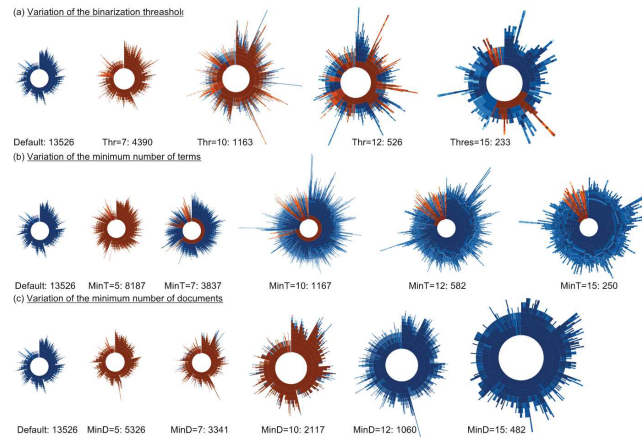 (a) Variation of the binarization threashold
Default: 13526 Thr=7: 4390 Thr=10: 1163 Thr=12: 526 Thres=15: 233
(b) Variation of the minimum number of terms
Default: 13526 MinT=5: 8187 MinT=7: 3837 MinT=10: 1167 MinT=12: 582 MinT=15: 250
(c) Variation of the minimum number of documents
Default: 13526 MinD=5: 5326 MinD=7: 3341 MinD=10: 2117 MinD=12: 1060 MinD=15: 482